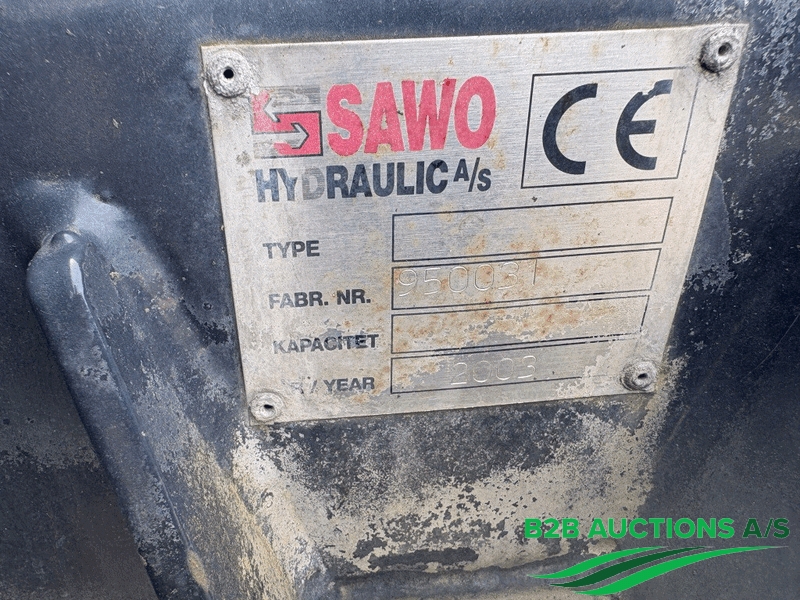 SAWO
CE
HYDRAULIC A/S
TYPE
FABR. NR. 950031
KAPACITET
/ YEAR 2003
B2B AUCTIONS A/S